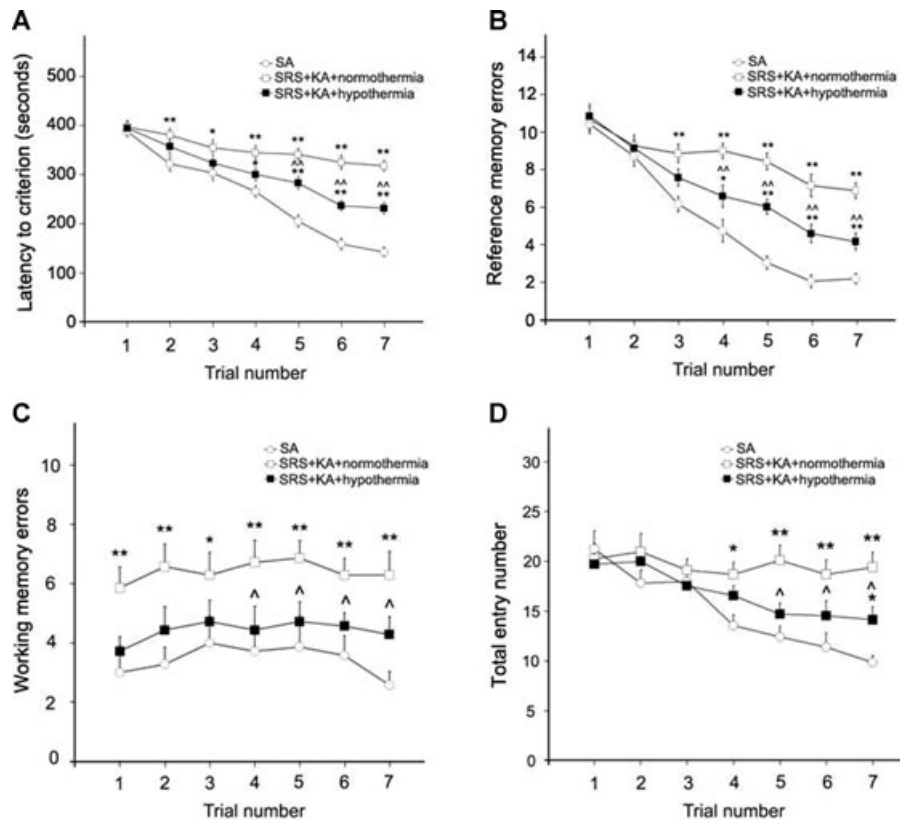 A
SA
SRS+KA+normothermia
SRS+KA+hypothermia
Latency to criterion (seconds)
500
400
300
200
100
0
** * ** ** ** **
* ^^ ^^ ^^
** ** **
1 2 3 4 5 6 7
Trial number
B
SA
SRS+KA+normothermia
SRS+KA+hypothermia
Reference memory errors
14
12
10
8
6
4
2
0
** ** ** ** **
^^ ^^ ^^ ^^
* ** ** **
1 2 3 4 5 6 7
Trial number
C
SA
SRS+KA+normothermia
SRS+KA+hypothermia
Working memory errors
10
8
6
4
2
0
** ** * ** ** ** **
^ ^ ^ ^
1 2 3 4 5 6 7
Trial number
D
SA
SRS+KA+normothermia
SRS+KA+hypothermia
Total entry number
30
25
20
15
10
5
0
* ** ** **
^ ^ ^
*
1 2 3 4 5 6 7
Trial number